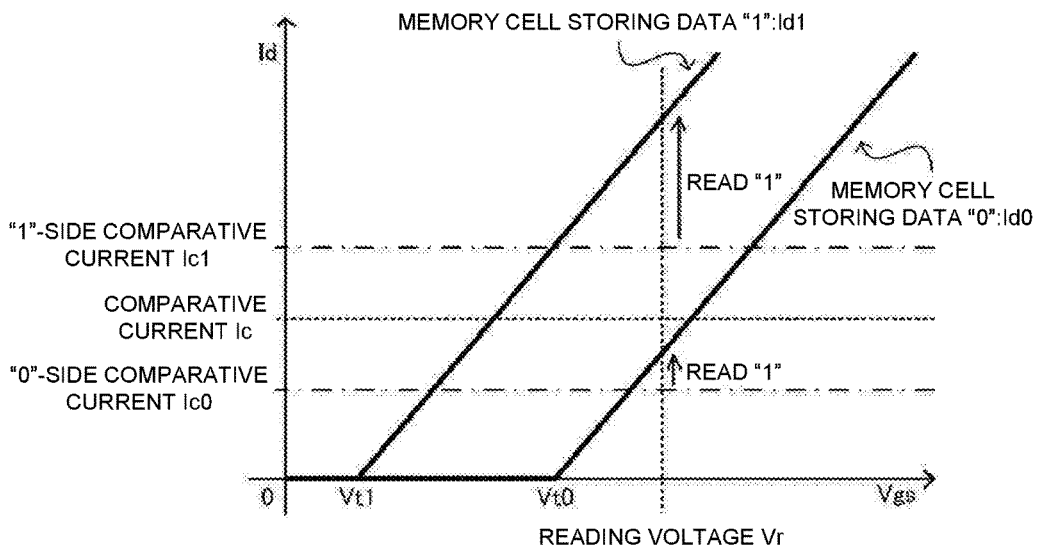 MEMORY CELL STORING DATA "1":Id1
Id
READ "1"
MEMORY CELL
STORING DATA "0":Id0
"1"-SIDE COMPARATIVE
CURRENT Ic1
COMPARATIVE
CURRENT Ic
"0"-SIDE COMPARATIVE
CURRENT Ic0
READ "1"
0
Vt1
Vt0
Vgs
READING VOLTAGE Vr